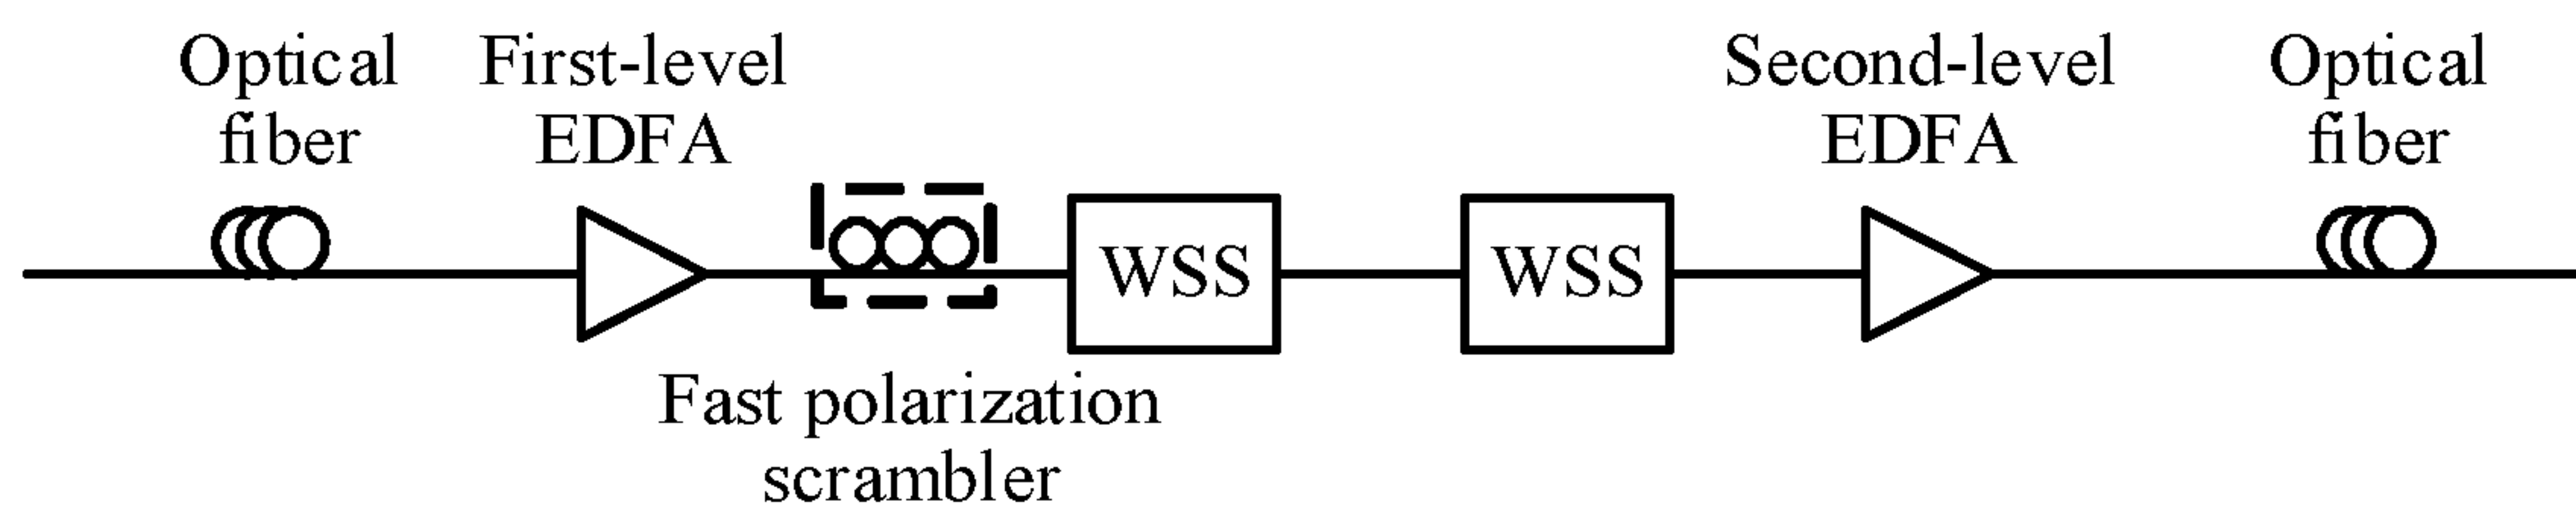 Optical
fiber
First-level
EDFA
Fast polarization
scrambler
WSS
WSS
Second-level
EDFA
Optical
fiber